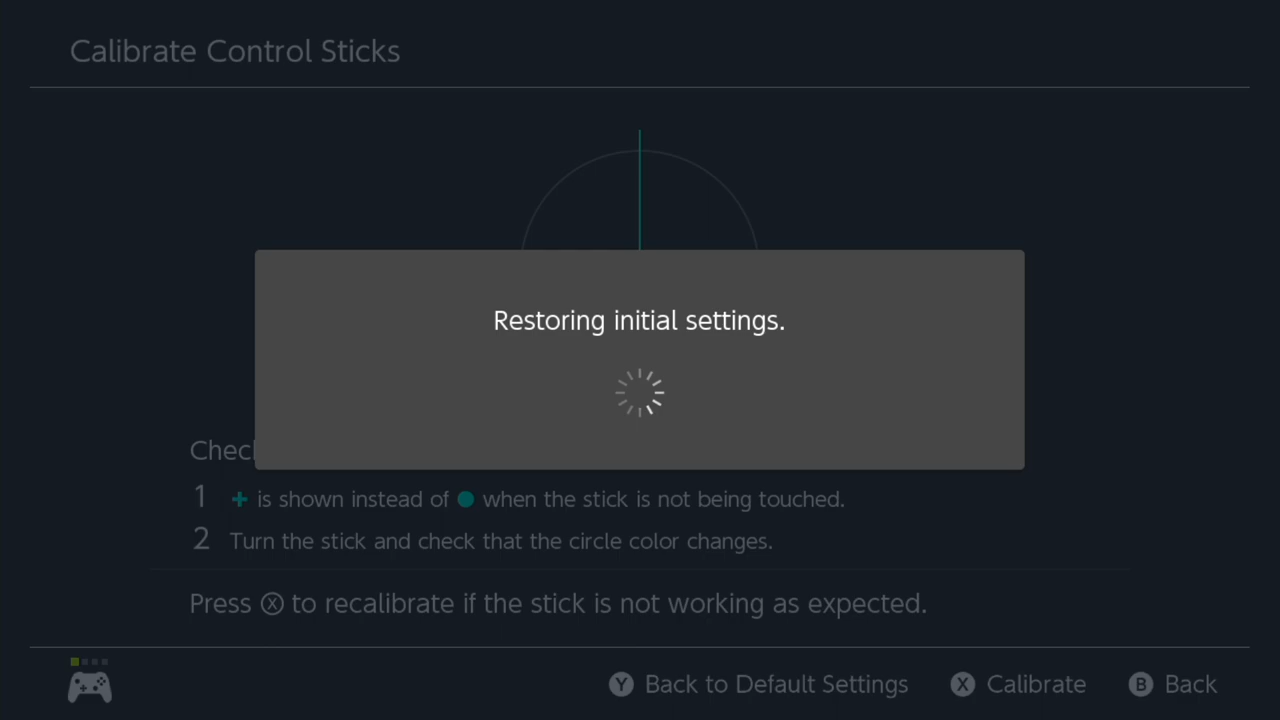 Calibrate Control Sticks
Restoring initial settings.
Chec
1 + is shown instead of ● when the stick is not being touched.
2 Turn the stick and check that the circle color changes.
Press Ⓧ to recalibrate if the stick is not working as expected.
Ⓨ Back to Default Settings Ⓧ Calibrate Ⓑ Back